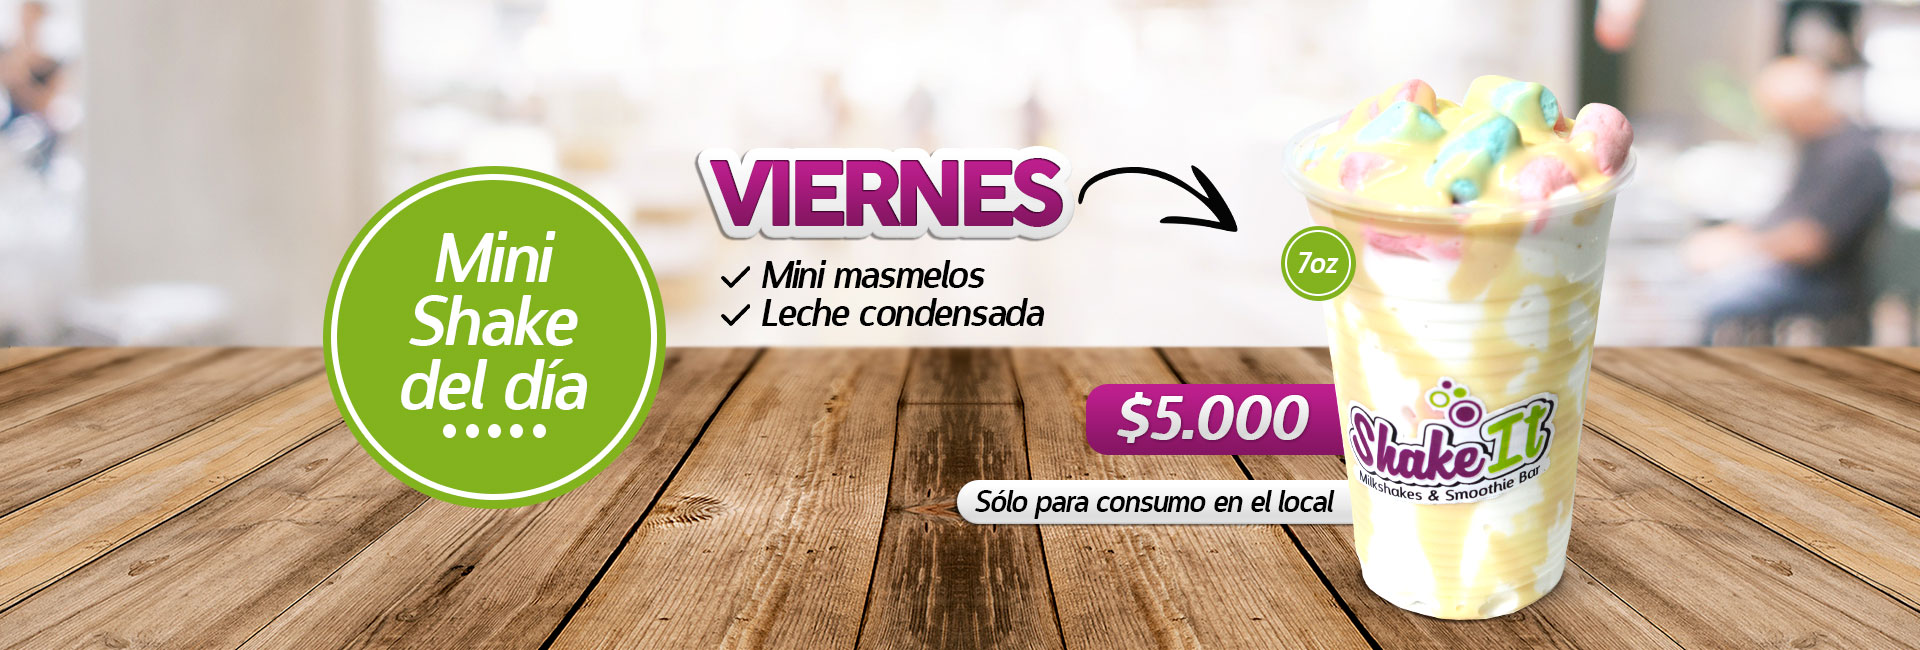 Mini
Shake
del día
VIERNES
Mini masmelos
Leche condensada
7oz
$5.000
Sólo para consumo en el local
Shake It
Milkshakes & Smoothie Bar